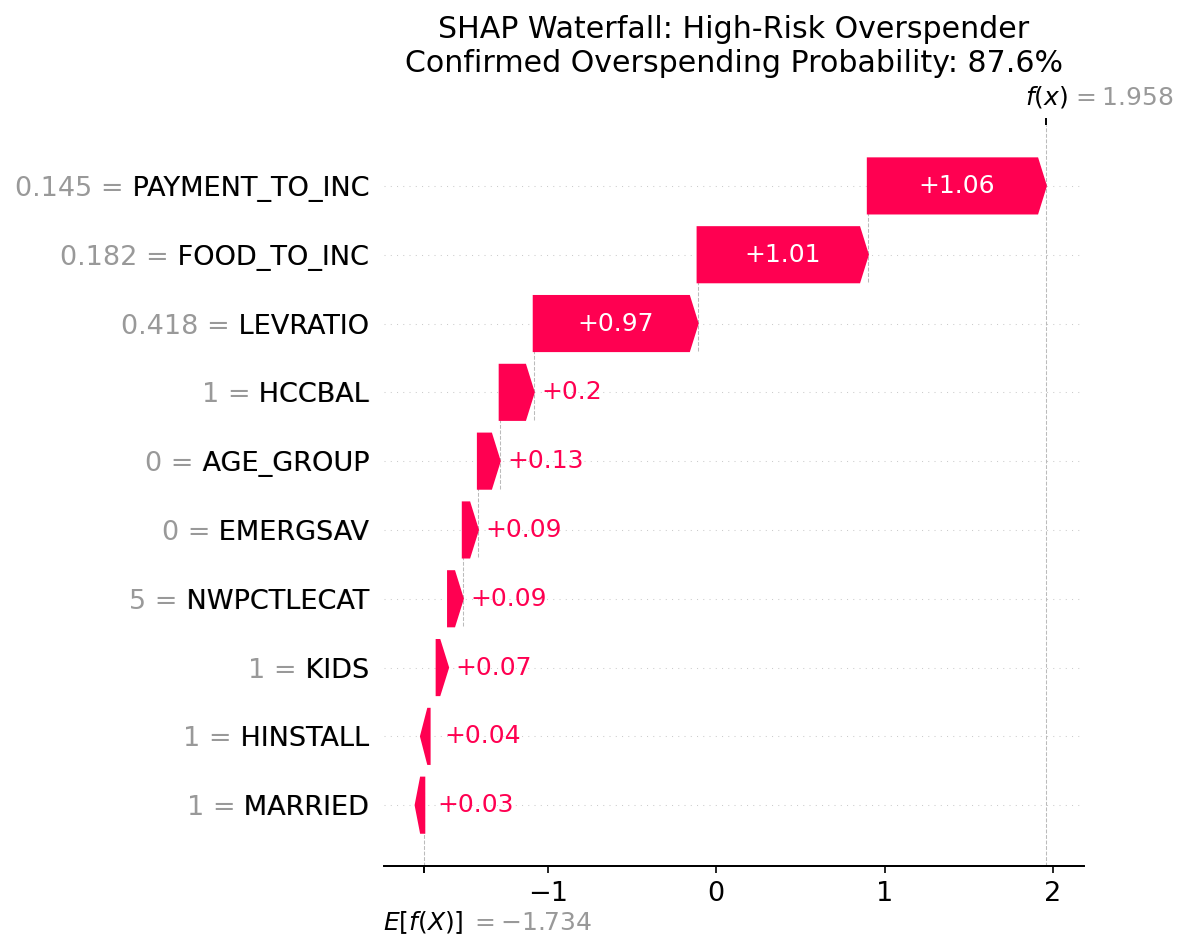 SHAP Waterfall: High-Risk Overspender
Confirmed Overspending Probability: 87.6%
f(x) = 1.958
0.145 = PAYMENT_TO_INC +1.06
0.182 = FOOD_TO_INC +1.01
0.418 = LEVRATIO +0.97
1 = HCCBAL +0.2
0 = AGE_GROUP +0.13
0 = EMERGSAV +0.09
5 = NWPCTLECAT +0.09
1 = KIDS +0.07
1 = HINSTALL +0.04
1 = MARRIED +0.03
−1 0 1 2
E[f(X)] = −1.734